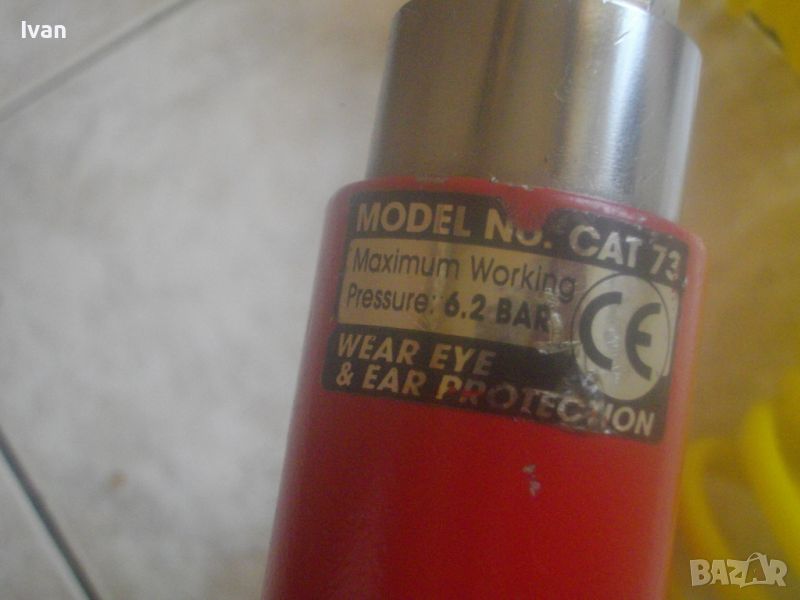 Ivan
MODEL NO. CAT 73
Maximum Working
Pressure: 6.2 BAR
CE
WEAR EYE
& EAR PROTECTION
BAZAR